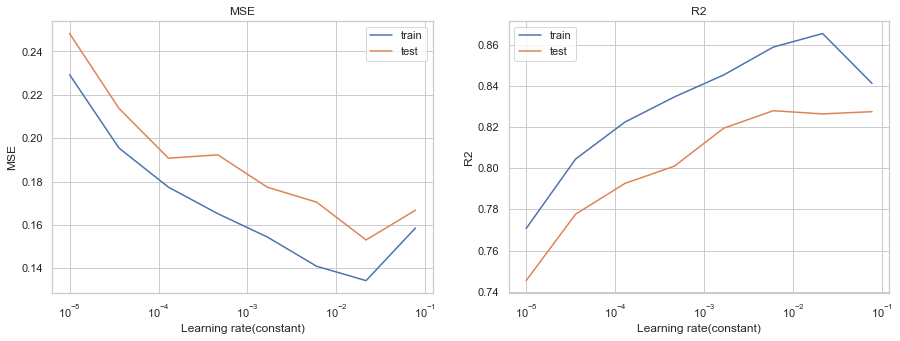 MSE
train
test
0.24
0.22
0.20
0.18
0.16
0.14
MSE
10⁻⁵
10⁻⁴
10⁻³
10⁻²
10⁻¹
Learning rate(constant)
R2
train
test
0.86
0.84
0.82
0.80
0.78
0.76
0.74
R2
10⁻⁵
10⁻⁴
10⁻³
10⁻²
10⁻¹
Learning rate(constant)